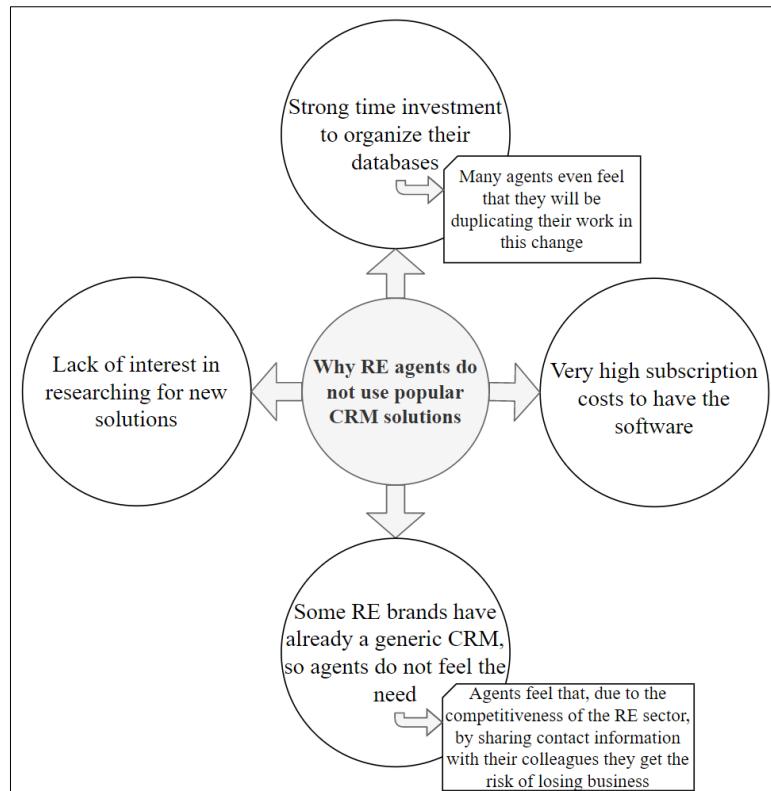 Strong time investment
to organize their
databases
Many agents even feel
that they will be
duplicating their work in
this change
Lack of interest in
researching for new
solutions
Why RE agents do
not use popular
CRM solutions
Very high subscription
costs to have the
software
Some RE brands have
already a generic CRM,
so agents do not feel the
need
Agents feel that, due to the
competitiveness of the RE sector,
by sharing contact information
with their colleagues they get the
risk of losing business